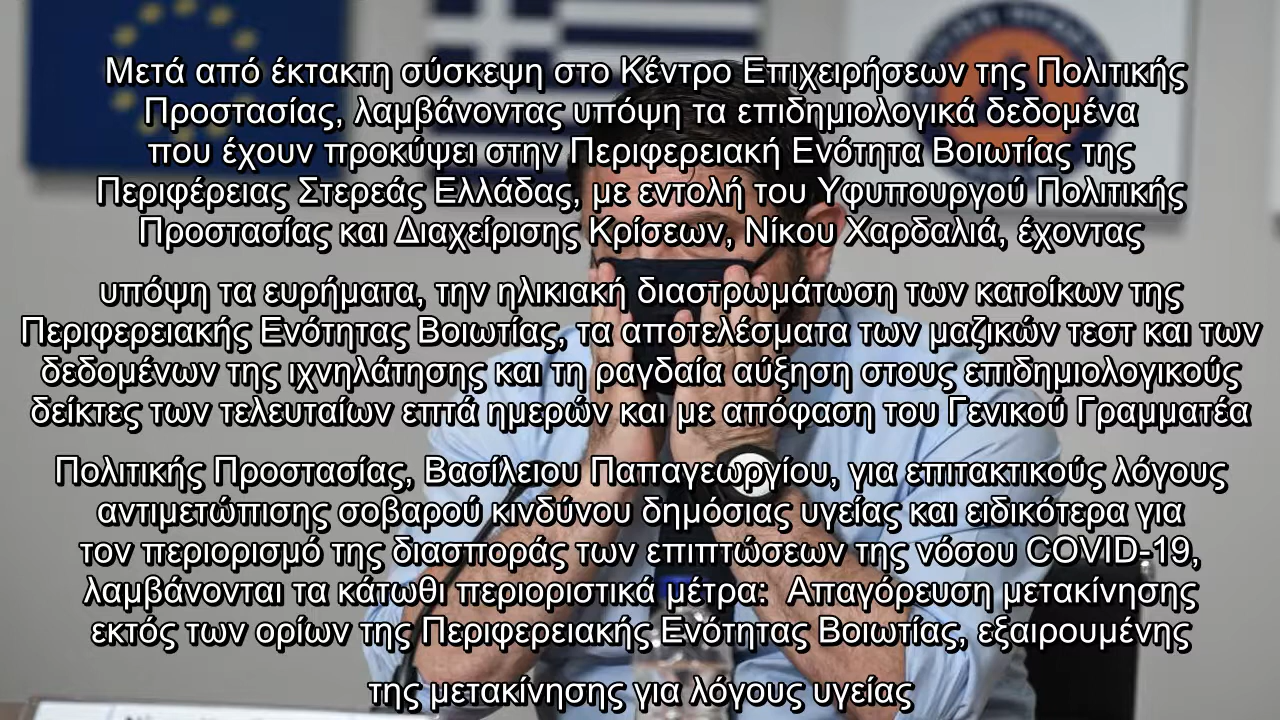 Μετά από έκτακτη σύσκεψη στο Κέντρο Επιχειρήσεων της Πολιτικής
Προστασίας, λαμβάνοντας υπόψη τα επιδημιολογικά δεδομένα
που έχουν προκύψει στην Περιφερειακή Ενότητα Βοιωτίας της
Περιφέρειας Στερεάς Ελλάδας, με εντολή του Υφυπουργού Πολιτικής
Προστασίας και Διαχείρισης Κρίσεων, Νίκου Χαρδαλιά, έχοντας
υπόψη τα ευρήματα, την ηλικιακή διαστρωμάτωση των κατοίκων της
Περιφερειακής Ενότητας Βοιωτίας, τα αποτελέσματα των μαζικών τεστ και των
δεδομένων της ιχνηλάτησης και τη ραγδαία αύξηση στους επιδημιολογικούς
δείκτες των τελευταίων επτά ημερών και με απόφαση του Γενικού Γραμματέα
Πολιτικής Προστασίας, Βασίλειου Παπαγεωργίου, για επιτακτικούς λόγους
αντιμετώπισης σοβαρού κινδύνου δημόσιας υγείας και ειδικότερα για
τον περιορισμό της διασποράς των επιπτώσεων της νόσου COVID-19,
λαμβάνονται τα κάτωθι περιοριστικά μέτρα:  Απαγόρευση μετακίνησης
εκτός των ορίων της Περιφερειακής Ενότητας Βοιωτίας, εξαιρουμένης
της μετακίνησης για λόγους υγείας